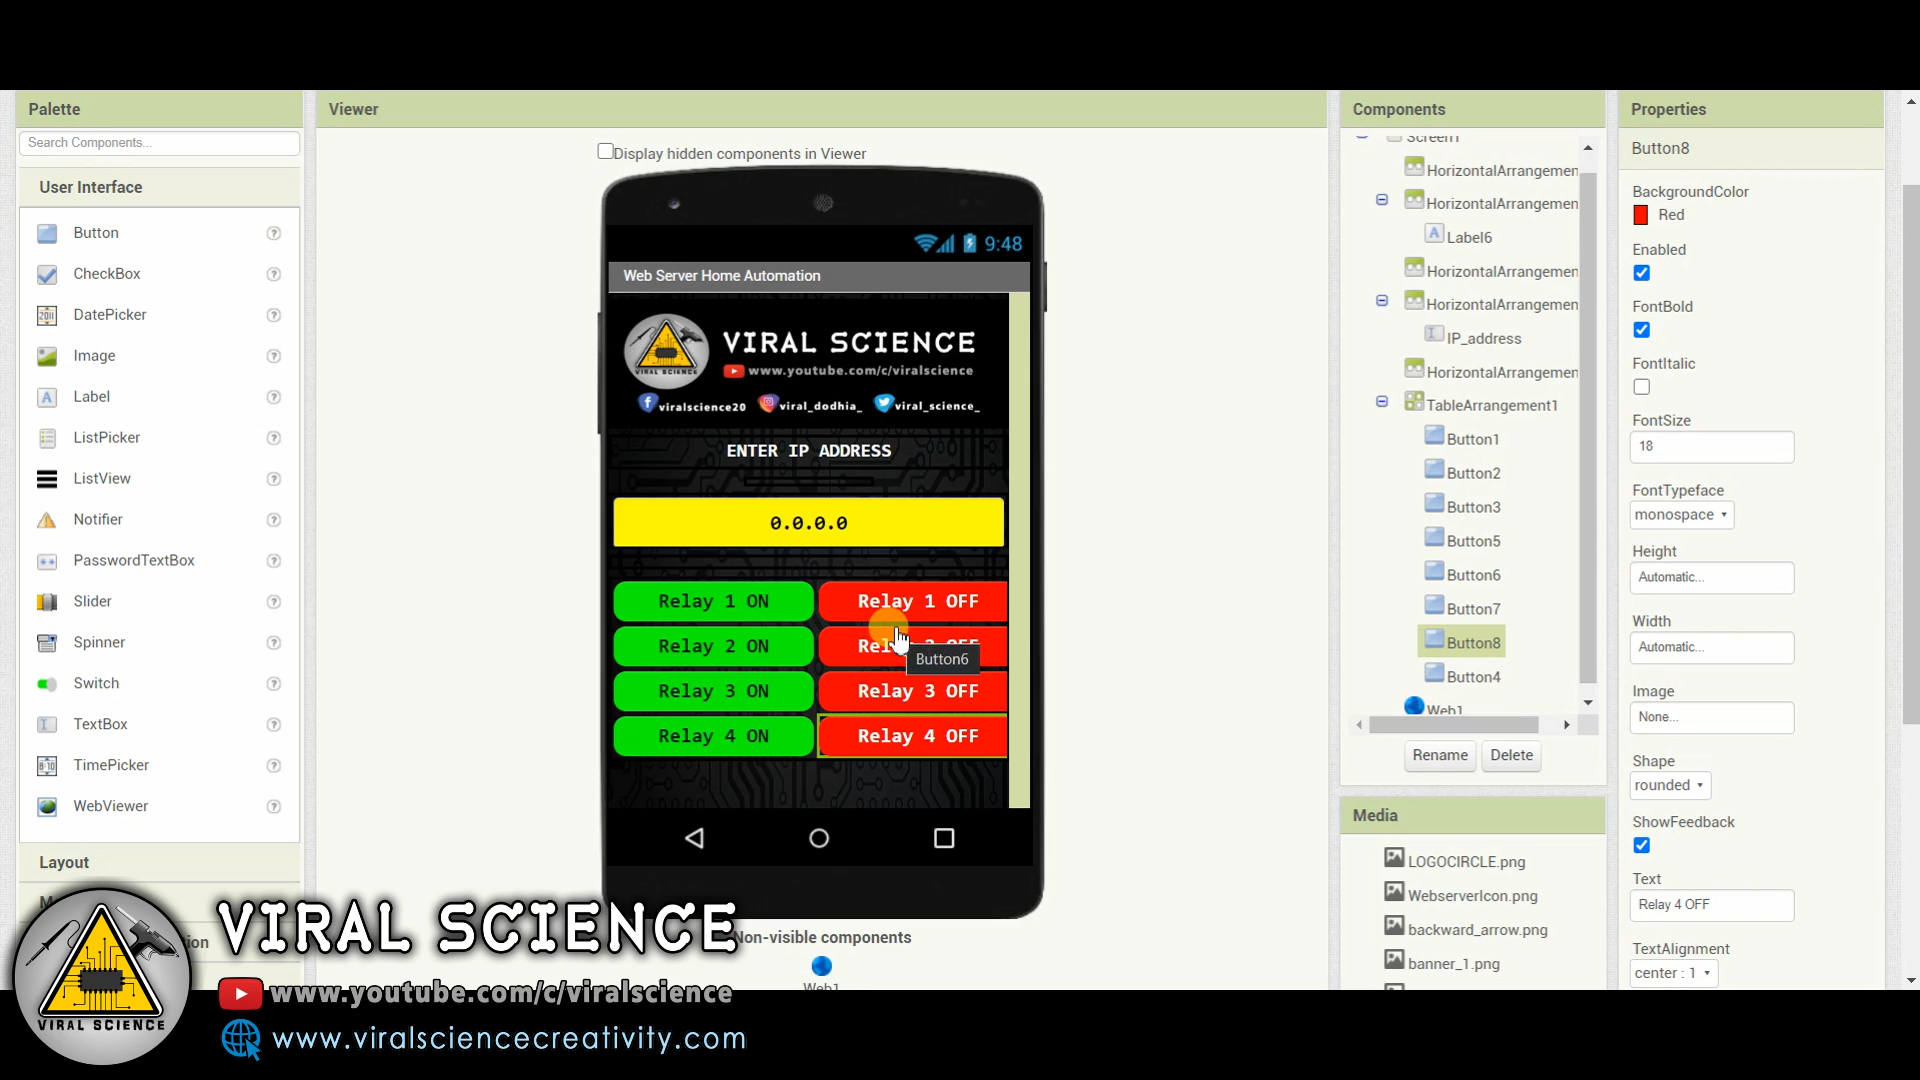 Palette
Search Components...
User Interface
Button
CheckBox
DatePicker
Image
Label
ListPicker
ListView
Notifier
PasswordTextBox
Slider
Spinner
Switch
TextBox
TimePicker
WebViewer
Layout
Viewer
Display hidden components in Viewer
9:48
Web Server Home Automation
VIRAL SCIENCE
VIRAL SCIENCE
www.youtube.com/c/viralscience
viralscience20 viral_dodhia_ viral_science_
ENTER IP ADDRESS
0.0.0.0
Relay 1 ON Relay 1 OFF
Relay 2 ON
Button6
Relay 3 ON Relay 3 OFF
Relay 4 ON Relay 4 OFF
Non-visible components
Web1
Components
Screen1
HorizontalArrangemen
HorizontalArrangemen
Label6
HorizontalArrangemen
HorizontalArrangemen
IP_address
HorizontalArrangemen
TableArrangement1
Button1
Button2
Button3
Button5
Button6
Button7
Button8
Button4
Web1
Rename Delete
Media
LOGOCIRCLE.png
WebserverIcon.png
backward_arrow.png
banner_1.png
Properties
Button8
BackgroundColor
Red
Enabled
FontBold
FontItalic
FontSize
18
FontTypeface
monospace
Height
Automatic...
Width
Automatic...
Image
None...
Shape
rounded
ShowFeedback
Text
Relay 4 OFF
TextAlignment
center : 1
VIRAL SCIENCE
VIRAL SCIENCE
www.youtube.com/c/viralscience
www.viralsciencecreativity.com